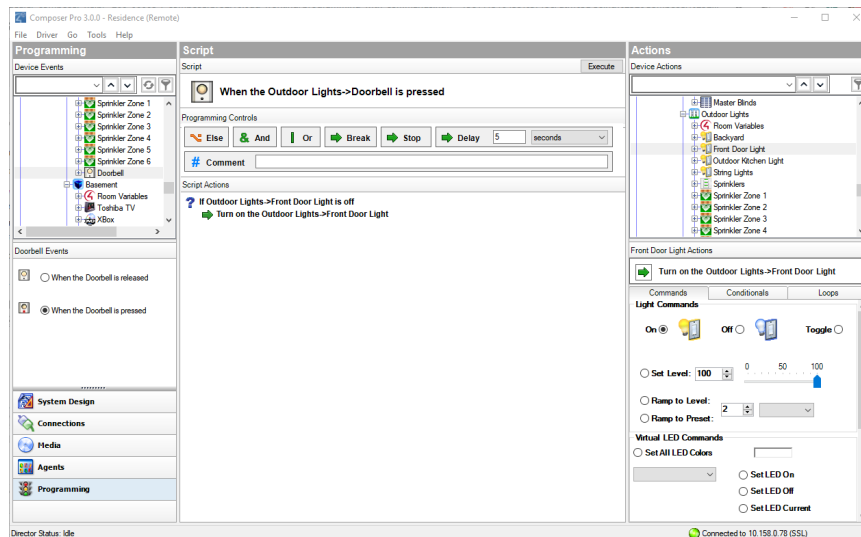 Composer Pro 3.0.0 - Residence (Remote)
File Driver Go Tools Help
Programming
Device Events
Sprinkler Zone 1
Sprinkler Zone 2
Sprinkler Zone 3
Sprinkler Zone 4
Sprinkler Zone 5
Sprinkler Zone 6
Doorbell
Basement
Room Variables
Toshiba TV
XBox
Doorbell Events
When the Doorbell is released
When the Doorbell is pressed
System Design
Connections
Media
Agents
Programming
Script
Script Execute
When the Outdoor Lights->Doorbell is pressed
Programming Controls
Else And Or Break Stop Delay 5 seconds
# Comment
Script Actions
If Outdoor Lights->Front Door Light is off
Turn on the Outdoor Lights->Front Door Light
Actions
Device Actions
Master Blinds
Outdoor Lights
Room Variables
Backyard
Front Door Light
Outdoor Kitchen Light
String Lights
Sprinklers
Sprinkler Zone 1
Sprinkler Zone 2
Sprinkler Zone 3
Sprinkler Zone 4
Front Door Light Actions
Turn on the Outdoor Lights->Front Door Light
Commands Conditionals Loops
Light Commands
On Off Toggle
0 50 100
Set Level: 100
Ramp to Level:
2
Ramp to Preset:
Virtual LED Commands
Set All LED Colors
Set LED On
Set LED Off
Set LED Current
Director Status: Idle
Connected to 10.158.0.78 (SSL)